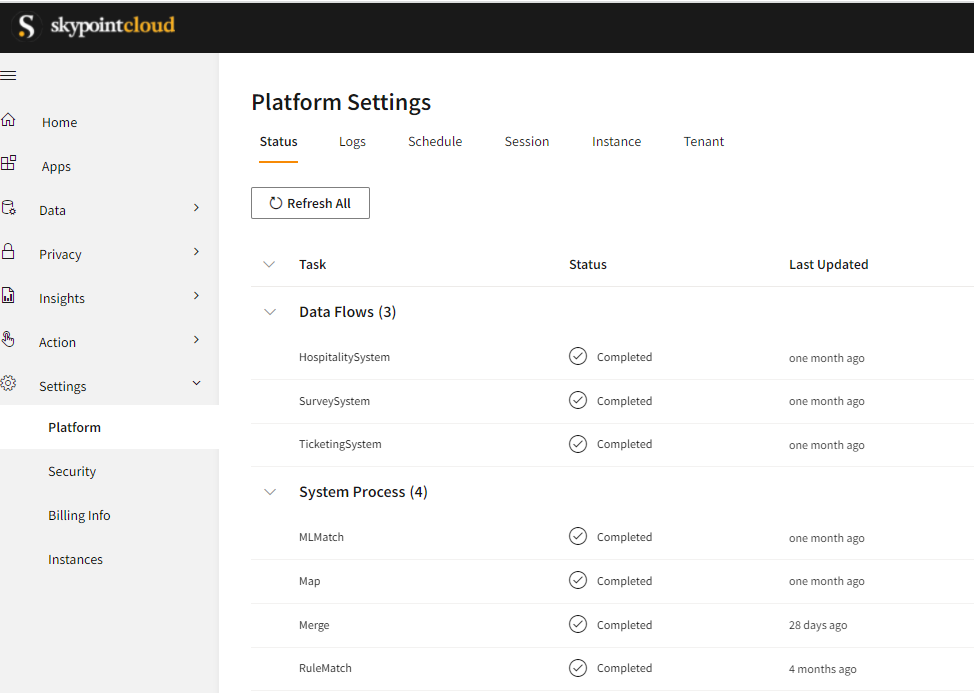 skypointcloud
Home
Apps
Data
Privacy
Insights
Action
Settings
Platform
Security
Billing Info
Instances
Platform Settings
Status Logs Schedule Session Instance Tenant
Refresh All
Task Status Last Updated
Data Flows (3)
HospitalitySystem Completed one month ago
SurveySystem Completed one month ago
TicketingSystem Completed one month ago
System Process (4)
MLMatch Completed one month ago
Map Completed one month ago
Merge Completed 28 days ago
RuleMatch Completed 4 months ago